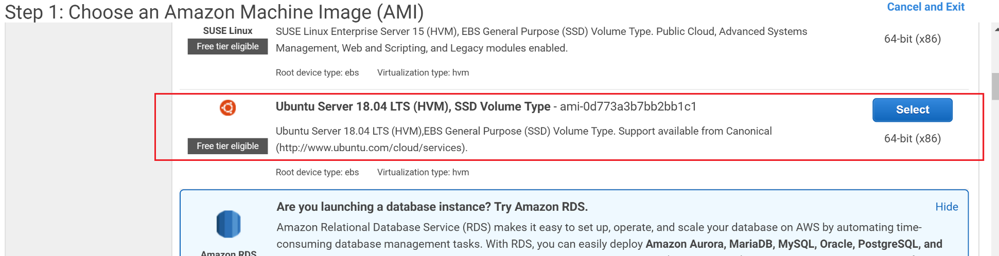 Step 1: Choose an Amazon Machine Image (AMI)
Cancel and Exit
SUSE Linux
Free tier eligible
SUSE Linux Enterprise Server 15 (HVM), EBS General Purpose (SSD) Volume Type. Public Cloud, Advanced Systems
Management, Web and Scripting, and Legacy modules enabled.
64-bit (x86)
Root device type: ebs Virtualization type: hvm
Ubuntu Server 18.04 LTS (HVM), SSD Volume Type - ami-0d773a3b7bb2bb1c1
Select
Free tier eligible
Ubuntu Server 18.04 LTS (HVM),EBS General Purpose (SSD) Volume Type. Support available from Canonical
(http://www.ubuntu.com/cloud/services).
64-bit (x86)
Root device type: ebs Virtualization type: hvm
Are you launching a database instance? Try Amazon RDS.
Hide
Amazon Relational Database Service (RDS) makes it easy to set up, operate, and scale your database on AWS by automating time-
consuming database management tasks. With RDS, you can easily deploy Amazon Aurora, MariaDB, MySQL, Oracle, PostgreSQL, and
Amazon RDS